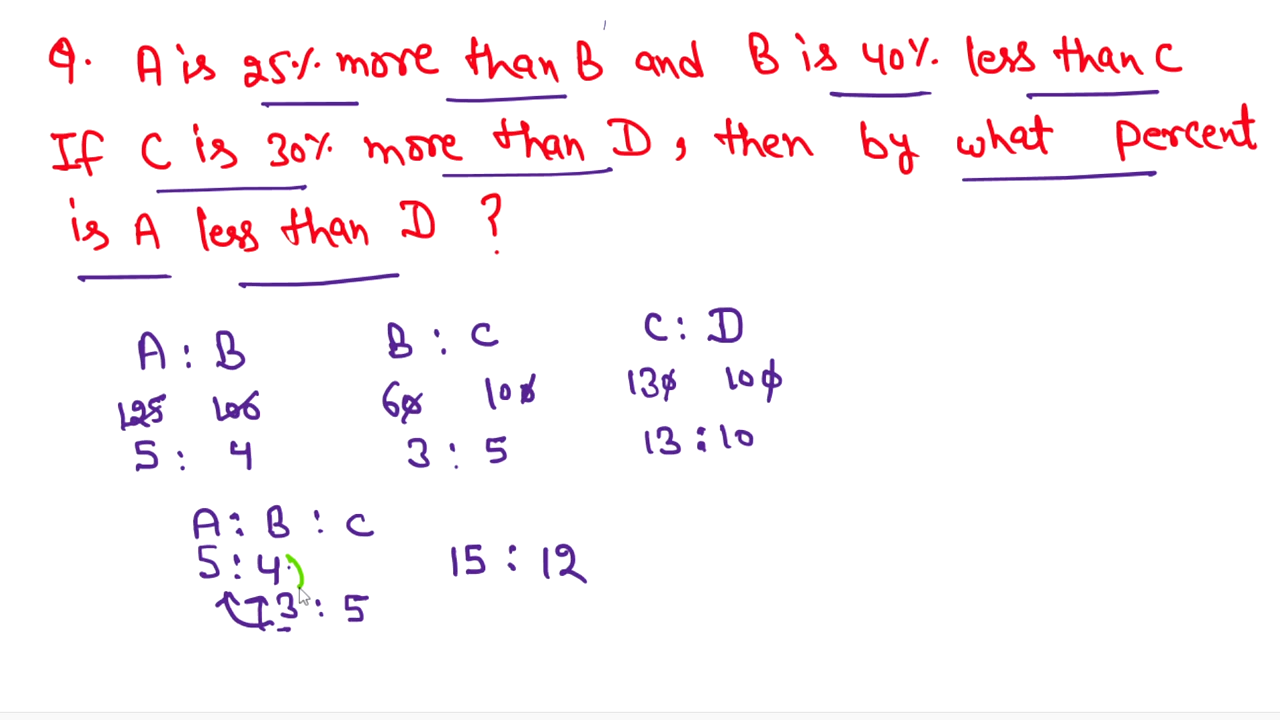 Q. A is 25% more than B and B is 40% less than C
If C is 30% more than D, then by what percent
is A less than D ?
A : B B : C C : D
125 100 60 100 130 100
5 : 4 3 : 5 13 : 10
A : B : C
5 : 4 15 : 12
3 : 5